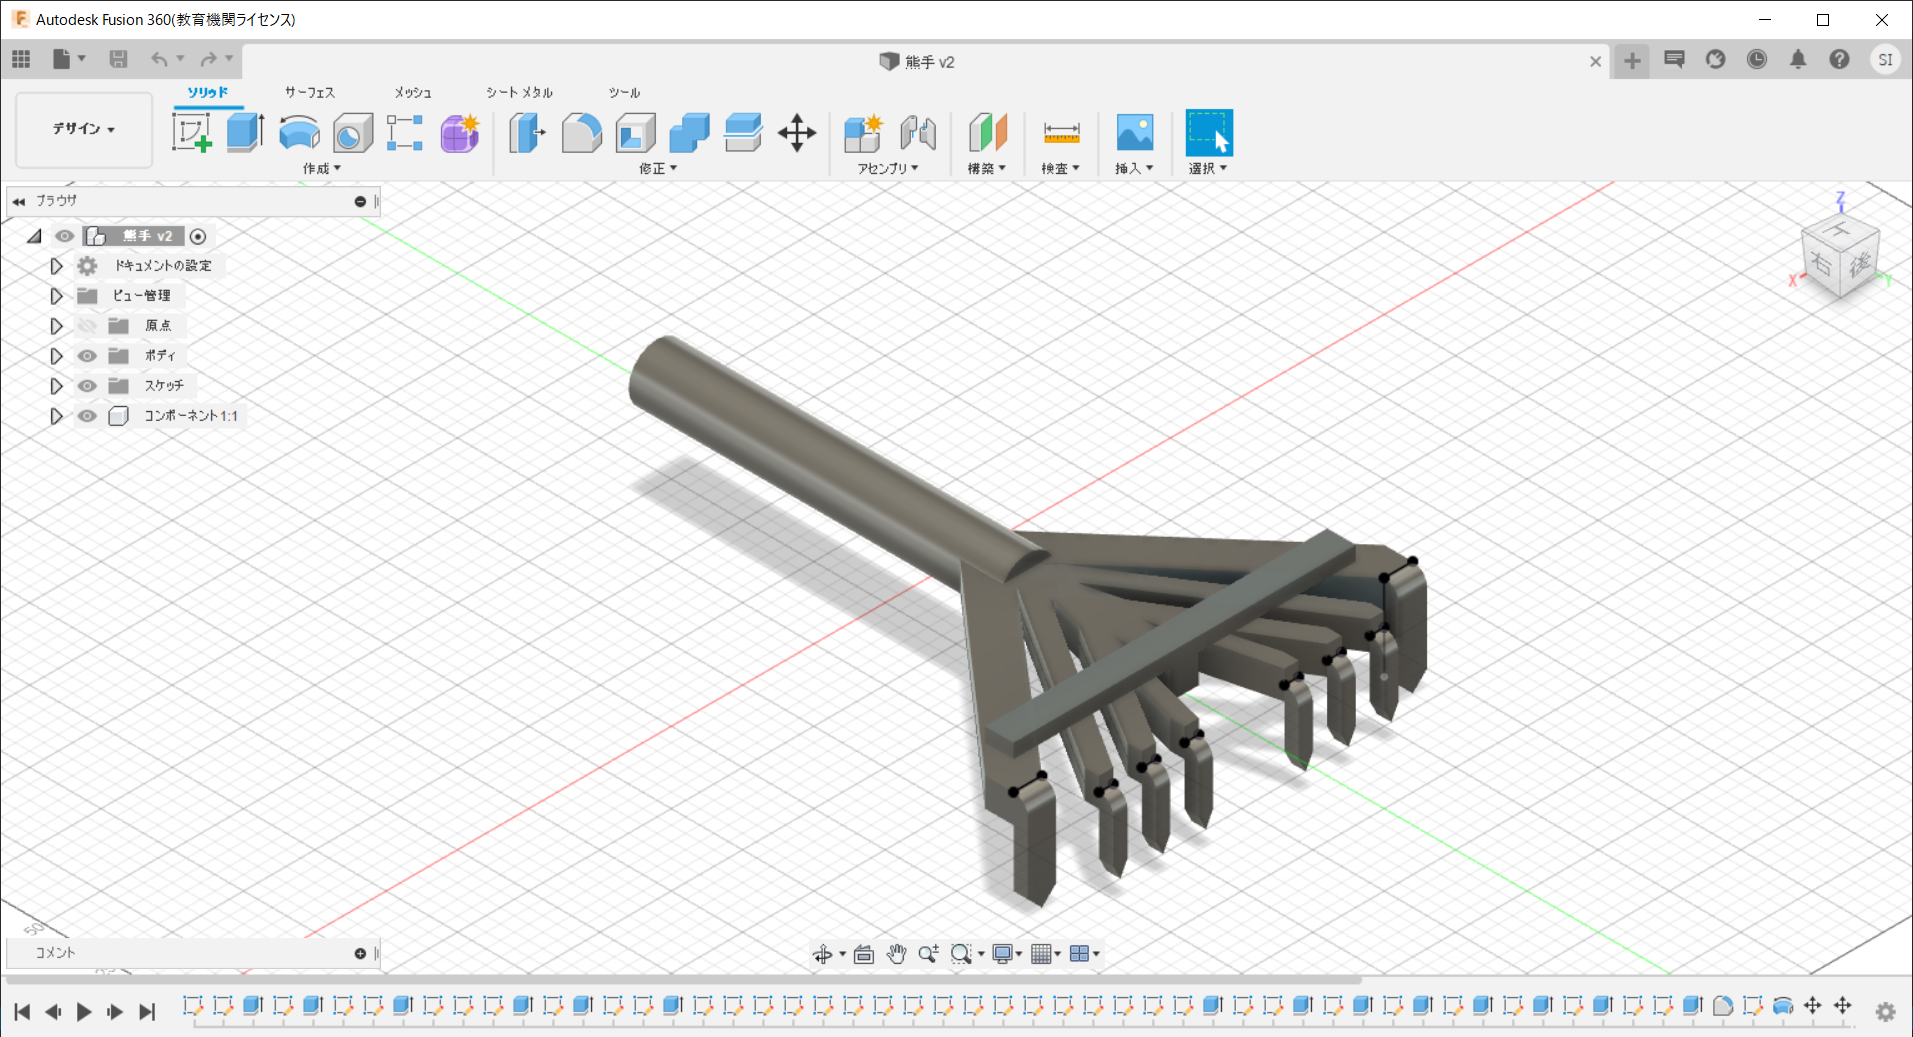 Autodesk Fusion 360(教育機関ライセンス)
熊手 v2
SI
ソリッド
サーフェス
メッシュ
シート メタル
ツール
デザイン
作成
修正
アセンブリ
構築
検査
挿入
選択
ブラウザ
熊手 v2
ドキュメントの設定
ビュー管理
原点
ボディ
スケッチ
コンポーネント1:1
Z
上
右
後
X
Y
50
コメント